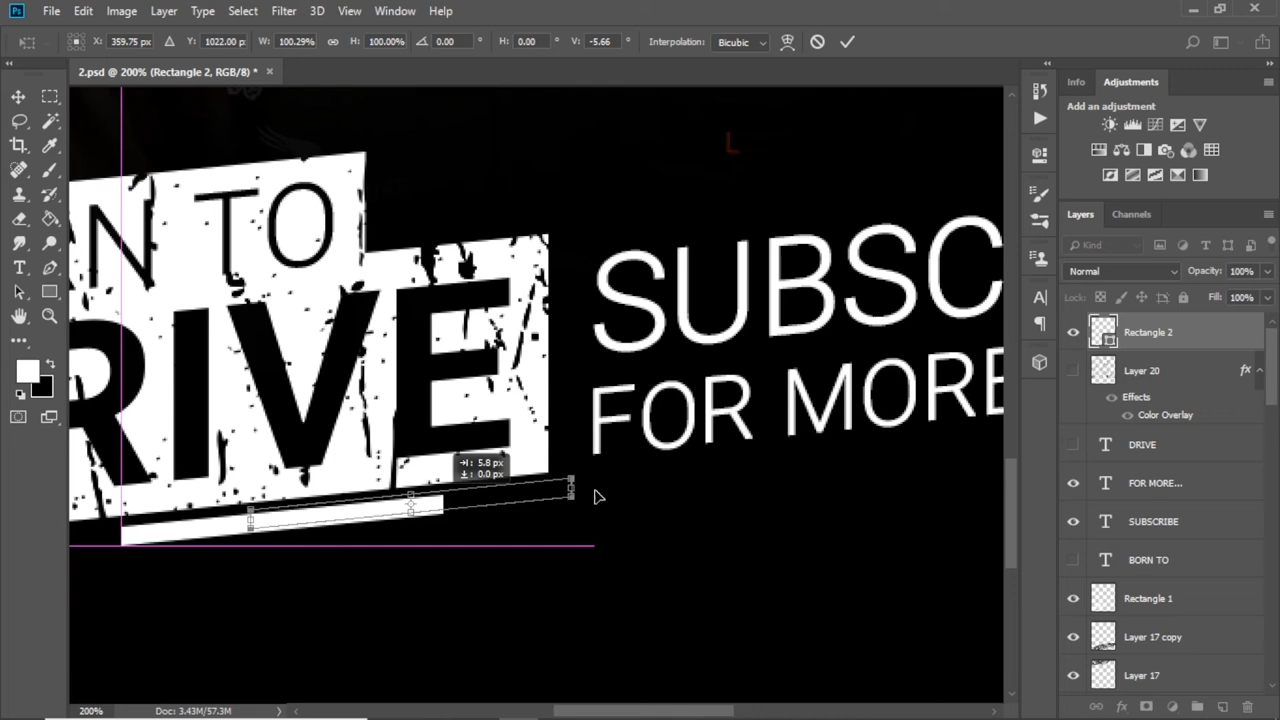 Ps File Edit Image Layer Type Select Filter 3D View Window Help
X: 359.75 px Y: 1022.00 p W: 100.29% H: 100.00% 0.00 ° H: 0.00 ° V: -5.66 ° Interpolation: Bicubic
2.psd @ 200% (Rectangle 2, RGB/8) * ×
Info Adjustments
Add an adjustment
N TO
RIVE
SUBSC
FOR MORE
→: 5.8 px
↓: 0.0 px
Layers Channels
Kind
Normal Opacity: 100%
Lock: Fill: 100%
Rectangle 2
Layer 20 fx
Effects
Color Overlay
T DRIVE
T FOR MORE...
T SUBSCRIBE
T BORN TO
Rectangle 1
Layer 17 copy
Layer 17
200% Doc: 3.43M/57.3M